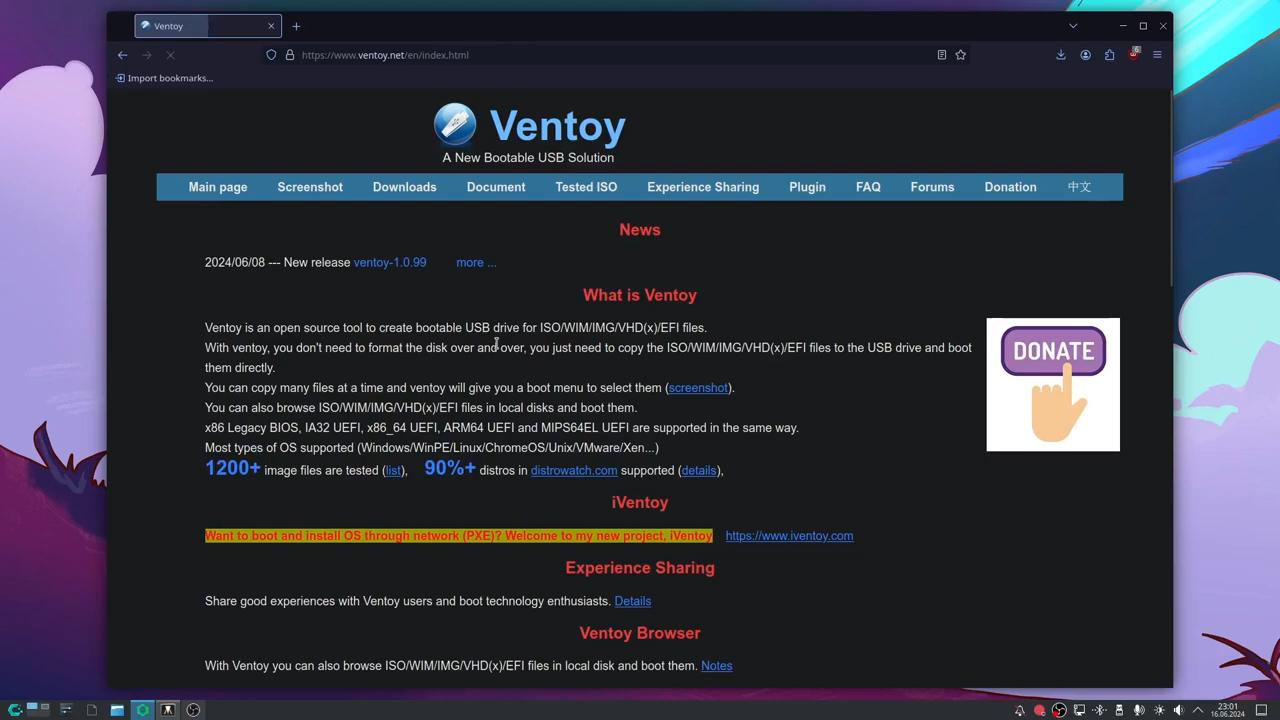 Ventoy
https://www.ventoy.net/en/index.html
6
Import bookmarks...
Ventoy
A New Bootable USB Solution
Main page Screenshot Downloads Document Tested ISO Experience Sharing Plugin FAQ Forums Donation 中文
News
2024/06/08 --- New release ventoy-1.0.99 more ...
What is Ventoy
Ventoy is an open source tool to create bootable USB drive for ISO/WIM/IMG/VHD(x)/EFI files.
With ventoy, you don't need to format the disk over and over, you just need to copy the ISO/WIM/IMG/VHD(x)/EFI files to the USB drive and boot
them directly.
You can copy many files at a time and ventoy will give you a boot menu to select them (screenshot).
You can also browse ISO/WIM/IMG/VHD(x)/EFI files in local disks and boot them.
x86 Legacy BIOS, IA32 UEFI, x86_64 UEFI, ARM64 UEFI and MIPS64EL UEFI are supported in the same way.
Most types of OS supported (Windows/WinPE/Linux/ChromeOS/Unix/VMware/Xen...)
1200+ image files are tested (list), 90%+ distros in distrowatch.com supported (details),
DONATE
iVentoy
Want to boot and install OS through network (PXE)? Welcome to my new project, iVentoy https://www.iventoy.com
Experience Sharing
Share good experiences with Ventoy users and boot technology enthusiasts. Details
Ventoy Browser
With Ventoy you can also browse ISO/WIM/IMG/VHD(x)/EFI files in local disk and boot them. Notes
23:01
16.06.2024